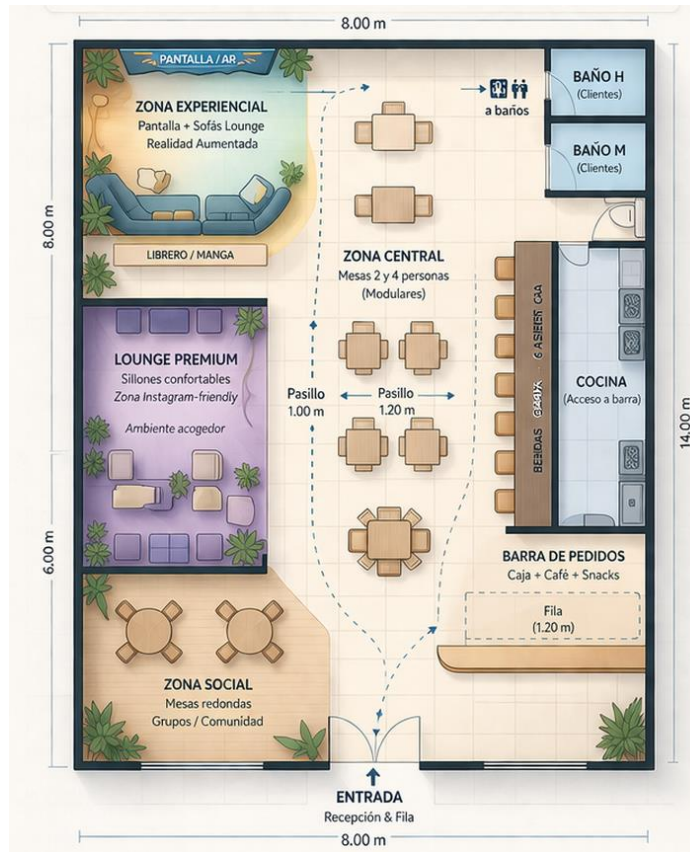 8.00 m
PANTALLA / AR
ZONA EXPERIENCIAL
Pantalla + Sofás Lounge
Realidad Aumentada
a baños
BAÑO H
(Clientes)
BAÑO M
(Clientes)
8.00 m
LIBRERO / MANGA
ZONA CENTRAL
Mesas 2 y 4 personas
(Modulares)
LOUNGE PREMIUM
Sillones confortables
Zona Instagram-friendly
Ambiente acogedor
Pasillo
1.00 m
Pasillo
1.20 m
BEBIDAS
COCINA
(Acceso a barra)
14.00 m
6.00 m
BARRA DE PEDIDOS
Caja + Café + Snacks
Fila
(1.20 m)
ZONA SOCIAL
Mesas redondas
Grupos / Comunidad
ENTRADA
Recepción & Fila
8.00 m